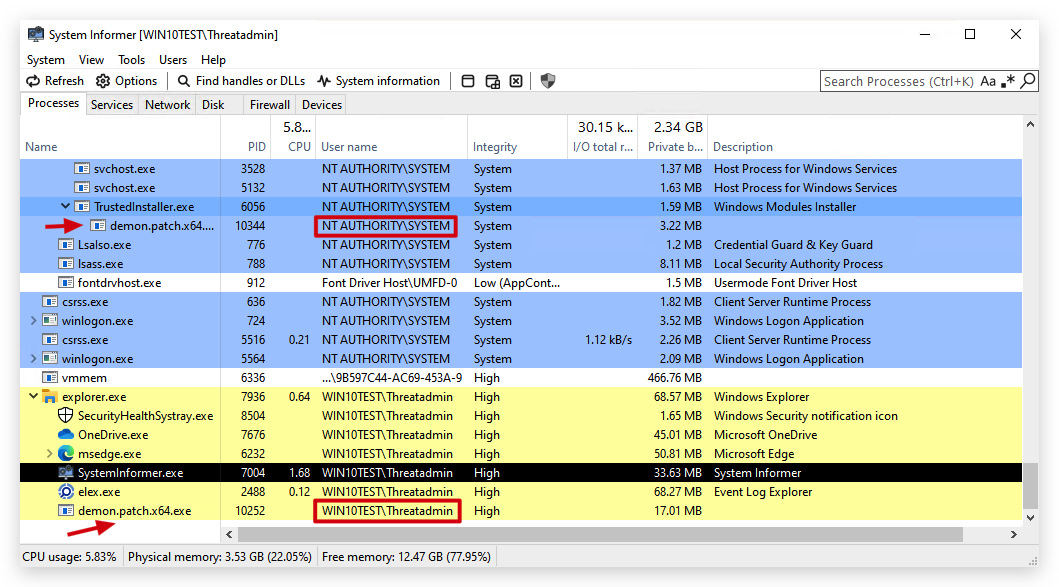 System Informer [WIN10TEST\Threatadmin]
System View Tools Users Help
Refresh Options Find handles or DLLs System information Search Processes (Ctrl+K) Aa .*
Processes Services Network Disk Firewall Devices
5.8... 30.15 k... 2.34 GB
Name PID CPU User name Integrity I/O total r... Private b... Description
svchost.exe 3528 NT AUTHORITY\SYSTEM System 1.37 MB Host Process for Windows Services
svchost.exe 5132 NT AUTHORITY\SYSTEM System 1.63 MB Host Process for Windows Services
TrustedInstaller.exe 6056 NT AUTHORITY\SYSTEM System 1.59 MB Windows Modules Installer
demon.patch.x64.... 10344 NT AUTHORITY\SYSTEM System 3.22 MB
LsaIso.exe 776 NT AUTHORITY\SYSTEM System 1.2 MB Credential Guard & Key Guard
lsass.exe 788 NT AUTHORITY\SYSTEM System 8.11 MB Local Security Authority Process
fontdrvhost.exe 912 Font Driver Host\UMFD-0 Low (AppCont... 1.5 MB Usermode Font Driver Host
csrss.exe 636 NT AUTHORITY\SYSTEM System 1.82 MB Client Server Runtime Process
winlogon.exe 724 NT AUTHORITY\SYSTEM System 3.52 MB Windows Logon Application
csrss.exe 5516 0.21 NT AUTHORITY\SYSTEM System 1.12 kB/s 2.26 MB Client Server Runtime Process
winlogon.exe 5564 NT AUTHORITY\SYSTEM System 2.09 MB Windows Logon Application
vmmem 6336 ...\9B597C44-AC69-453A-9 High 466.76 MB
explorer.exe 7936 0.64 WIN10TEST\Threatadmin High 68.57 MB Windows Explorer
SecurityHealthSystray.exe 8504 WIN10TEST\Threatadmin High 1.65 MB Windows Security notification icon
OneDrive.exe 7676 WIN10TEST\Threatadmin High 45.01 MB Microsoft OneDrive
msedge.exe 6232 WIN10TEST\Threatadmin High 50.81 MB Microsoft Edge
SystemInformer.exe 7004 1.68 WIN10TEST\Threatadmin High 33.63 MB System Informer
elex.exe 2488 0.12 WIN10TEST\Threatadmin High 68.27 MB Event Log Explorer
demon.patch.x64.exe 10252 WIN10TEST\Threatadmin High 17.01 MB
CPU usage: 5.83% Physical memory: 3.53 GB (22.05%) Free memory: 12.47 GB (77.95%)